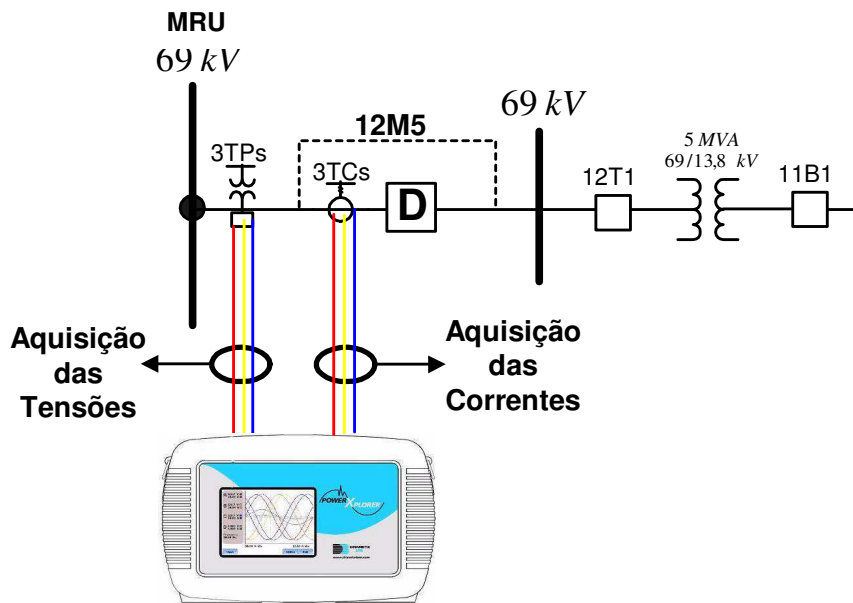 MRU
69 kV
69 kV
12M5
3TPs
3TCs
D
5 MVA
69/13,8 kV
12T1
11B1
Aquisição
das
Tensões
Aquisição
das
Correntes
POWER XPLORER